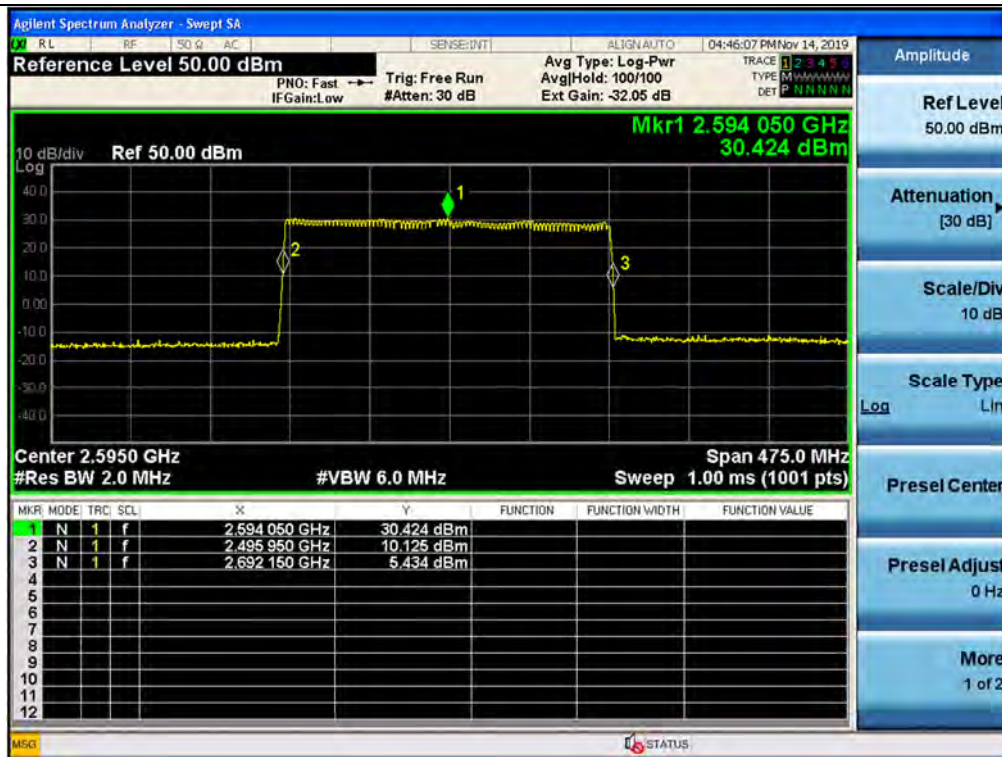 Agilent Spectrum Analyzer - Swept SA
RL RF 50 Ω AC SENSE:INT ALIGNAUTO 04:46:07 PM Nov 14, 2019
Reference Level 50.00 dBm
PNO: Fast
IFGain:Low
Trig: Free Run
#Atten: 30 dB
Avg Type: Log-Pwr
Avg|Hold: 100/100
Ext Gain: -32.05 dB
TRACE 1 2 3 4 5 6
TYPE M
DET P N N N N N
Mkr1 2.594 050 GHz
30.424 dBm
10 dB/div Ref 50.00 dBm
Log
40.0
30.0
20.0
10.0
0.00
-10.0
-20.0
-30.0
-40.0
1
2
3
Center 2.5950 GHz Span 475.0 MHz
#Res BW 2.0 MHz #VBW 6.0 MHz Sweep 1.00 ms (1001 pts)
MKR MODE TRC SCL X Y FUNCTION FUNCTION WIDTH FUNCTION VALUE
1 N 1 f 2.594 050 GHz 30.424 dBm
2 N 1 f 2.495 950 GHz 10.125 dBm
3 N 1 f 2.692 150 GHz 5.434 dBm
4
5
6
7
8
9
10
11
12
MSG STATUS
Amplitude
Ref Level
50.00 dBm
Attenuation
[30 dB]
Scale/Div
10 dB
Scale Type
Log Lin
Presel Center
Presel Adjust
0 Hz
More
1 of 2